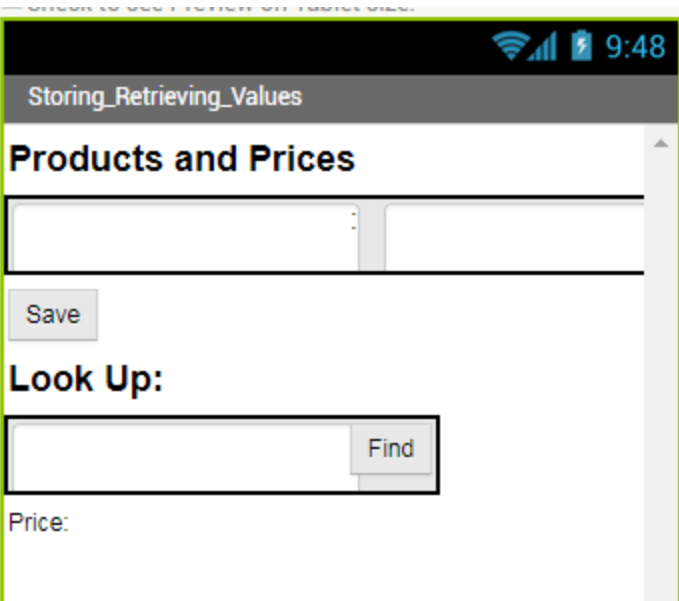 9:48
Storing_Retrieving_Values
Products and Prices
:
Save
Look Up:
Find
Price: